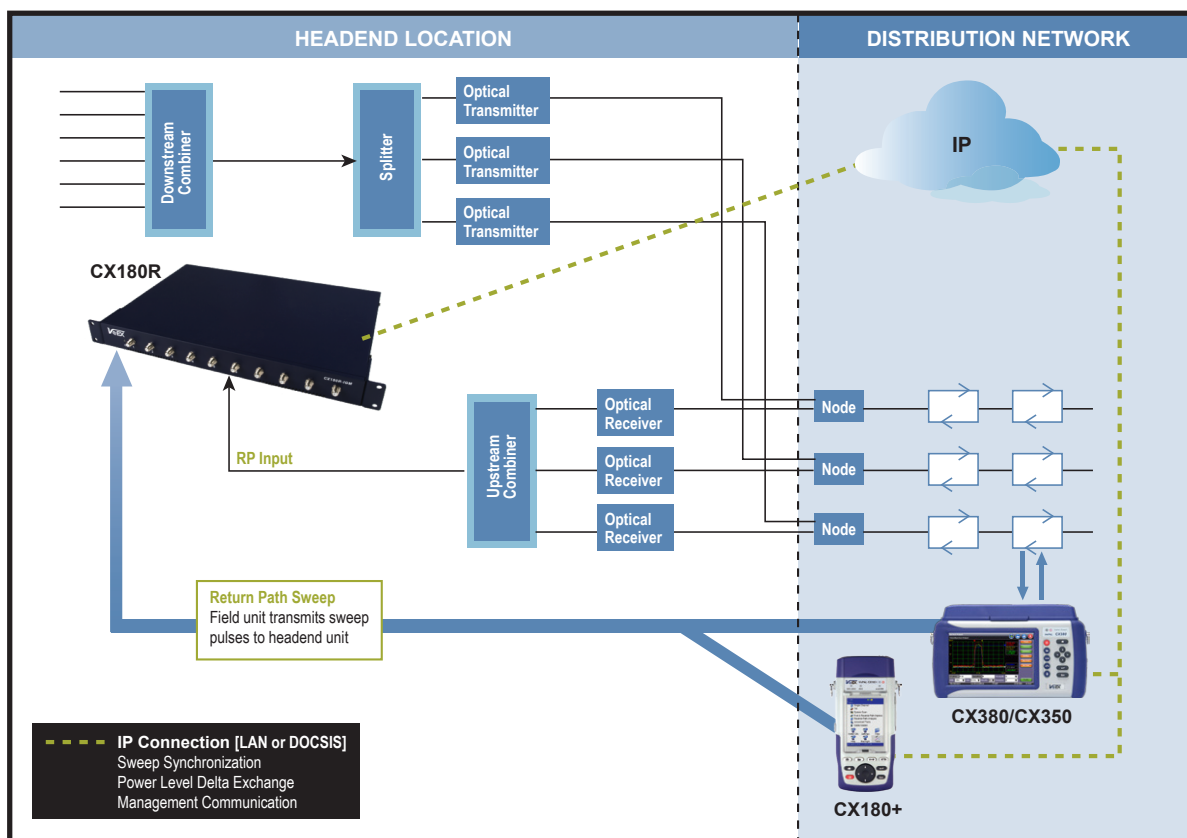 HEADEND LOCATION
DISTRIBUTION NETWORK
Downstream
Combiner
Splitter
Optical
Transmitter
Optical
Transmitter
Optical
Transmitter
IP
CX180R
RP Input
Upstream
Combiner
Optical
Receiver
Optical
Receiver
Optical
Receiver
Node
Node
Node
Return Path Sweep
Field unit transmits sweep
pulses to headend unit
CX380/CX350
CX180+
IP Connection [LAN or DOCSIS]
Sweep Synchronization
Power Level Delta Exchange
Management Communication